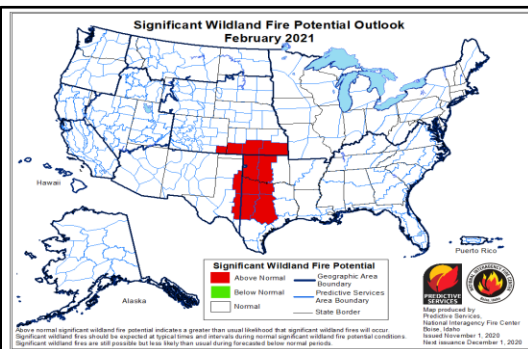 Significant Wildland Fire Potential Outlook
February 2021
Hawaii
Alaska
Puerto Rico
Significant Wildland Fire Potential
Above Normal
Below Normal
Normal
Geographic Area
Boundary
Predictive Services
Area Boundary
State Border
PREDICTIVE
SERVICES
Map produced by
Predictive Services,
National Interagency Fire Center
Boise, Idaho
Issued November 1, 2020
Next issuance December 1, 2020
Above normal significant wildland fire potential indicates a greater than usual likelihood that significant wildland fires will occur.
Significant wildland fires should be expected at typical times and intervals during normal significant wildland fire potential conditions.
Significant wildland fires are still possible but less likely than usual during forecasted below normal periods.